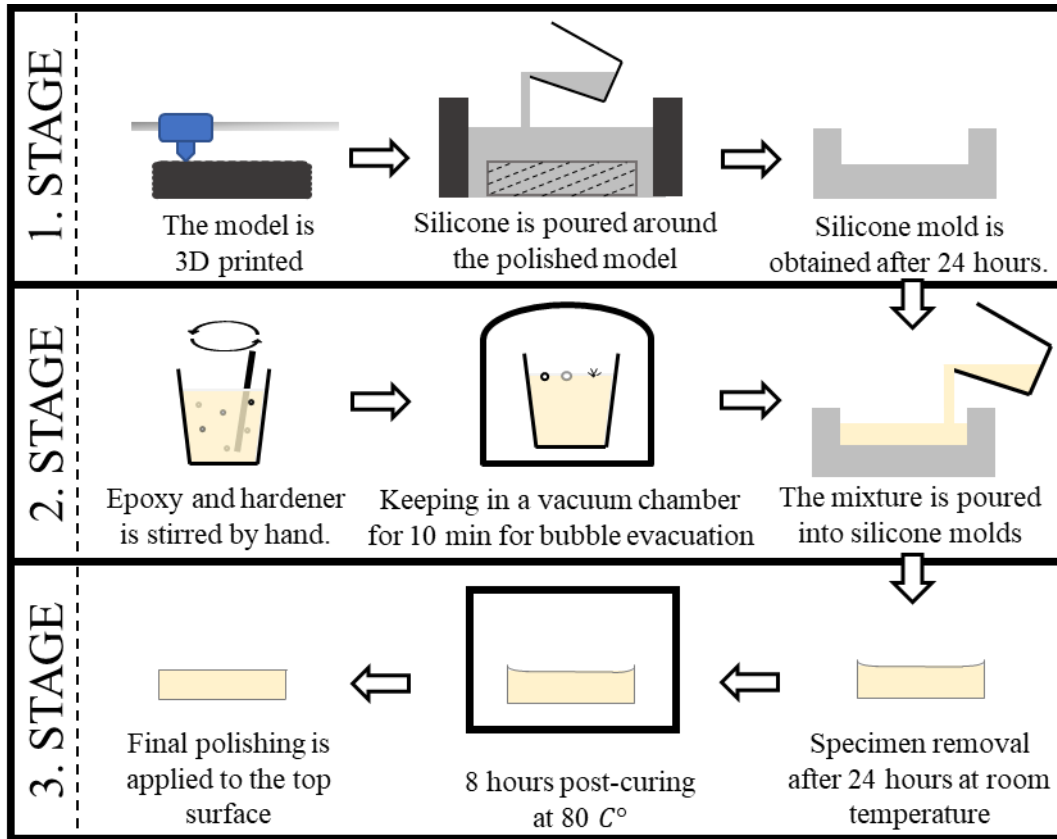 1. STAGE
The model is
3D printed
Silicone is poured around
the polished model
Silicone mold is
obtained after 24 hours.
2. STAGE
Epoxy and hardener
is stirred by hand.
Keeping in a vacuum chamber
for 10 min for bubble evacuation
The mixture is poured
into silicone molds
3. STAGE
Final polishing is
applied to the top
surface
8 hours post-curing
at 80 C°
Specimen removal
after 24 hours at room
temperature